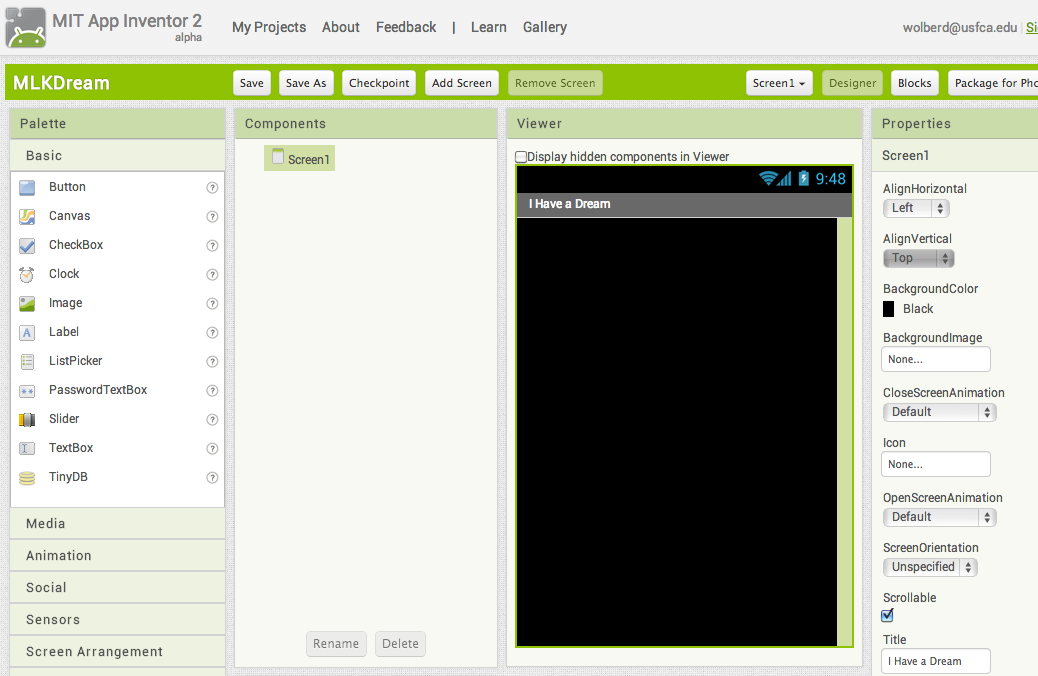 MIT App Inventor 2
alpha
My Projects About Feedback | Learn Gallery
wolberd@usfca.edu
MLKDream
Save Save As Checkpoint Add Screen Remove Screen
Screen1 Designer Blocks Package for
Palette
Basic
Button ?
Canvas ?
CheckBox ?
Clock ?
Image ?
Label ?
ListPicker ?
PasswordTextBox ?
Slider ?
TextBox ?
TinyDB ?
Media
Animation
Social
Sensors
Screen Arrangement
Components
Screen1
Rename Delete
Viewer
Display hidden components in Viewer
9:48
I Have a Dream
Properties
Screen1
AlignHorizontal
Left
AlignVertical
Top
BackgroundColor
Black
BackgroundImage
None...
CloseScreenAnimation
Default
Icon
None...
OpenScreenAnimation
Default
ScreenOrientation
Unspecified
Scrollable
Title
I Have a Dream